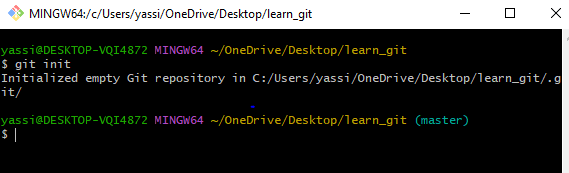 MINGW64:/c/Users/yassi/OneDrive/Desktop/learn_git
yassi@DESKTOP-VQI4872 MINGW64 ~/OneDrive/Desktop/learn_git
$ git init
Initialized empty Git repository in C:/Users/yassi/OneDrive/Desktop/learn_git/.g
it/
yassi@DESKTOP-VQI4872 MINGW64 ~/OneDrive/Desktop/learn_git (master)
$